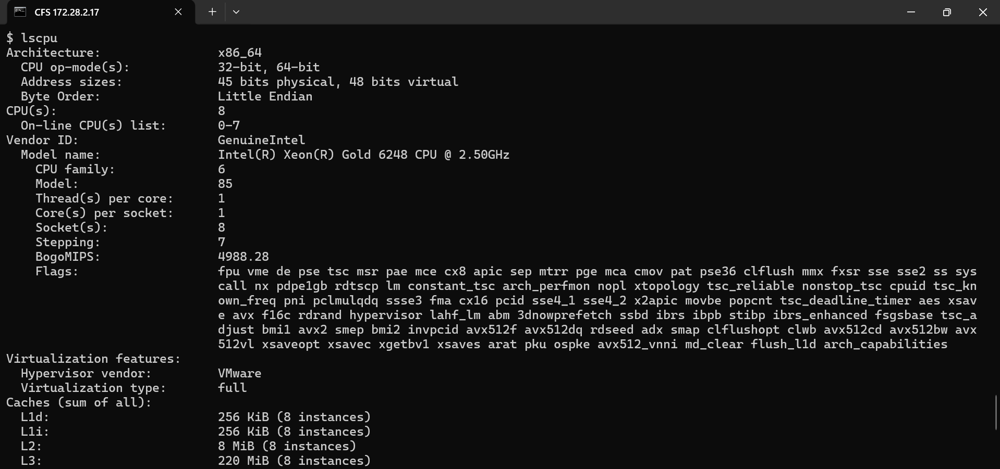 CFS 172.28.2.17
$ lscpu
Architecture: x86_64
CPU op-mode(s): 32-bit, 64-bit
Address sizes: 45 bits physical, 48 bits virtual
Byte Order: Little Endian
CPU(s): 8
On-line CPU(s) list: 0-7
Vendor ID: GenuineIntel
Model name: Intel(R) Xeon(R) Gold 6248 CPU @ 2.50GHz
CPU family: 6
Model: 85
Thread(s) per core: 1
Core(s) per socket: 1
Socket(s): 8
Stepping: 7
BogoMIPS: 4988.28
Flags: fpu vme de pse tsc msr pae mce cx8 apic sep mtrr pge mca cmov pat pse36 clflush mmx fxsr sse sse2 ss sys
call nx pdpe1gb rdtscp lm constant_tsc arch_perfmon nopl xtopology tsc_reliable nonstop_tsc cpuid tsc_kn
own_freq pni pclmulqdq ssse3 fma cx16 pcid sse4_1 sse4_2 x2apic movbe popcnt tsc_deadline_timer aes xsav
e avx f16c rdrand hypervisor lahf_lm abm 3dnowprefetch ssbd ibrs ibpb stibp ibrs_enhanced fsgsbase tsc_a
djust bmi1 avx2 smep bmi2 invpcid avx512f avx512dq rdseed adx smap clflushopt clwb avx512cd avx512bw avx
512vl xsaveopt xsavec xgetbv1 xsaves arat pku ospke avx512_vnni md_clear flush_l1d arch_capabilities
Virtualization features:
Hypervisor vendor: VMware
Virtualization type: full
Caches (sum of all):
L1d: 256 KiB (8 instances)
L1i: 256 KiB (8 instances)
L2: 8 MiB (8 instances)
L3: 220 MiB (8 instances)